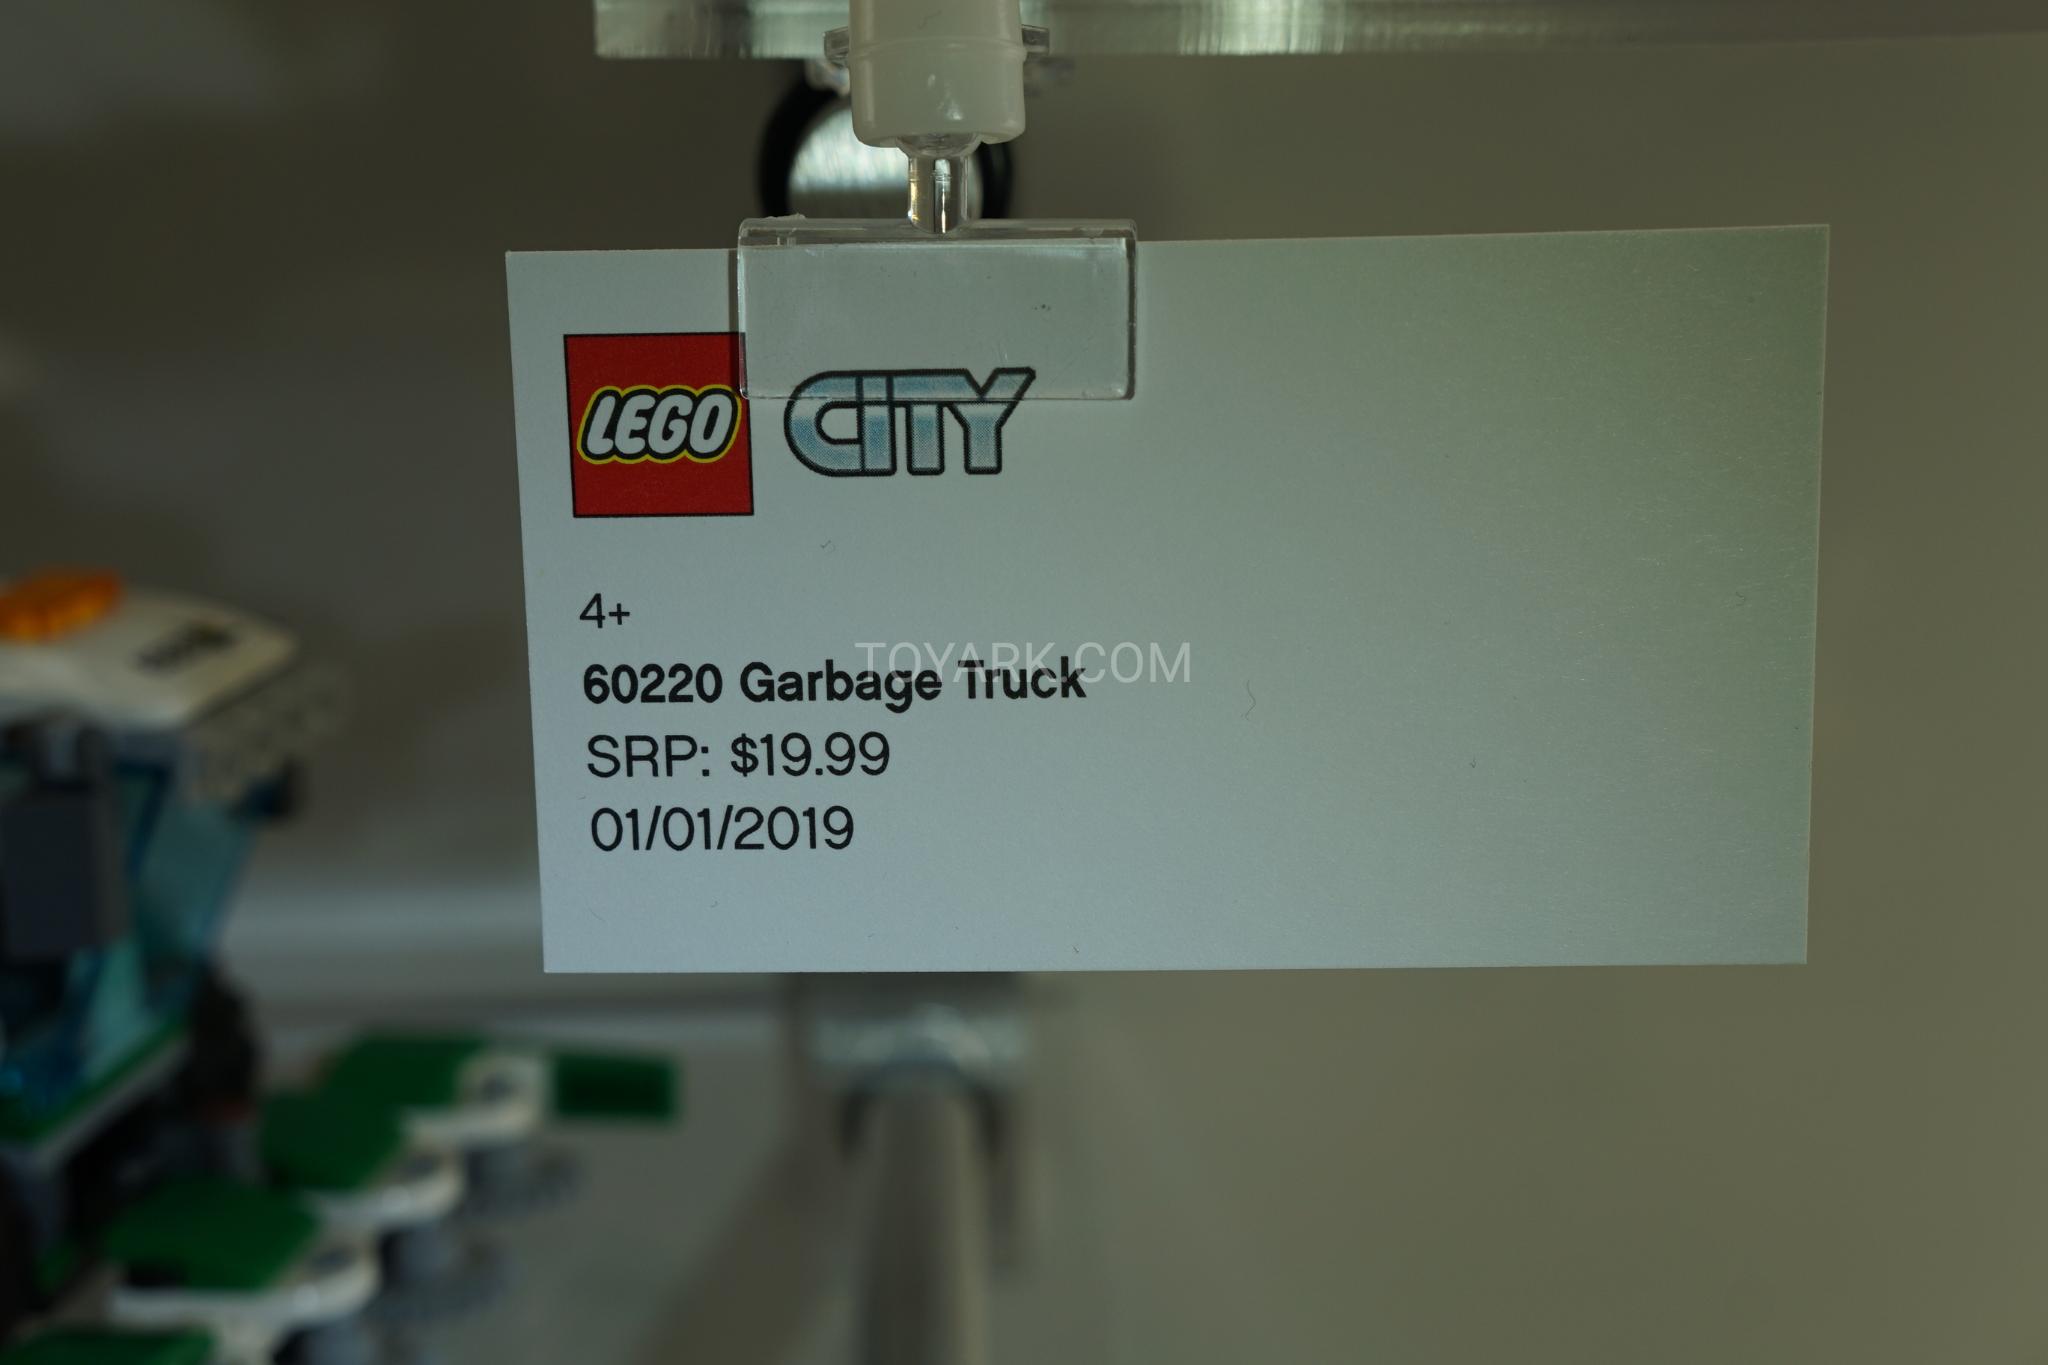 LEGO CITY
4+
TOYARK.COM
60220 Garbage Truck
SRP: $19.99
01/01/2019